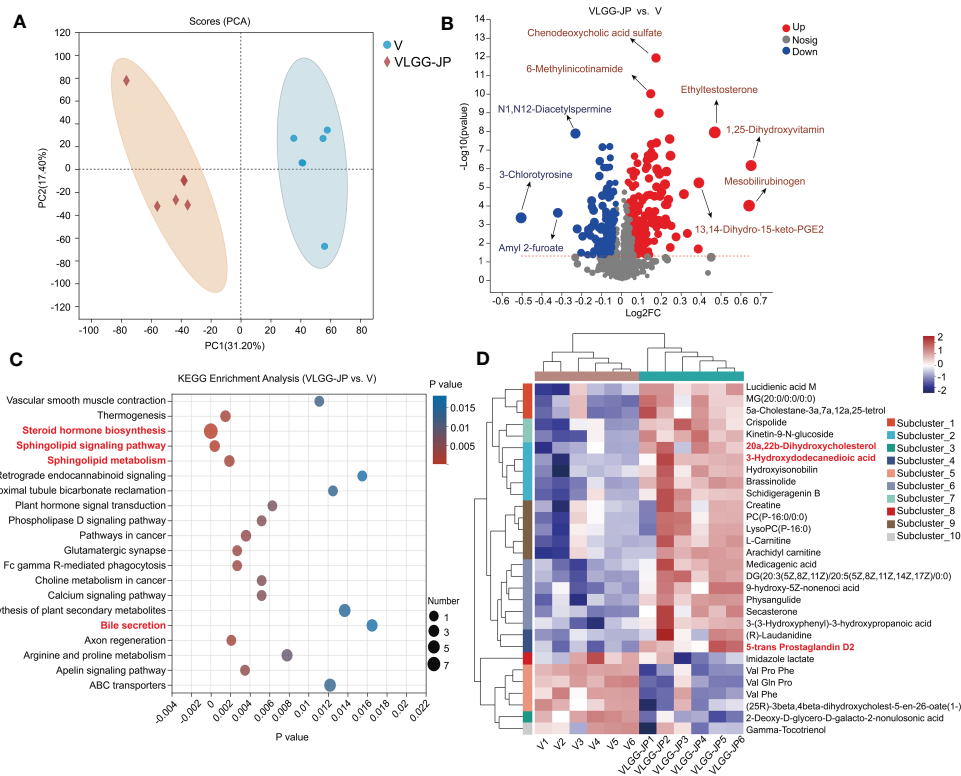 A
Scores (PCA)
120
100
80
60
40
20
0
-20
-40
-60
-80
-100
-120
PC2(17.40%)
-100
-80
-60
-40
-20
0
20
40
60
80
PC1(31.20%)
V
VLGG-JP
B
VLGG-JP vs. V
14
13
12
11
10
9
8
7
6
5
4
3
2
1
0
-Log10(pvalue)
Chenodeoxycholic acid sulfate
6-Methylinicotinamide
N1,N12-Diacetylspermine
Ethyltestosterone
1,25-Dihydroxyvitamin
3-Chlorotyrosine
Mesobilirubinogen
Amyl 2-furoate
13,14-Dihydro-15-keto-PGE2
-0.6
-0.5
-0.4
-0.3
-0.2
-0.1
0
0.1
0.2
0.3
0.4
0.5
0.6
0.7
Log2FC
Up
Nosig
Down
C
KEGG Enrichment Analysis (VLGG-JP vs. V)
Vascular smooth muscle contraction
Thermogenesis
Steroid hormone biosynthesis
Sphingolipid signaling pathway
Sphingolipid metabolism
Retrograde endocannabinoid signaling
oximal tubule bicarbonate reclamation
Plant hormone signal transduction
Phospholipase D signaling pathway
Pathways in cancer
Glutamatergic synapse
Fc gamma R-mediated phagocytosis
Choline metabolism in cancer
Calcium signaling pathway
ythesis of plant secondary metabolites
Bile secretion
Axon regeneration
Arginine and proline metabolism
Apelin signaling pathway
ABC transporters
-0.004
-0.002
0
0.002
0.004
0.006
0.008
0.01
0.012
0.014
0.016
0.018
0.02
0.022
P value
P value
0.015
0.010
0.005
Number
1
3
5
7
D
Lucidienic acid M
MG(20:0/0:0/0:0)
5a-Cholestane-3a,7a,12a,25-tetrol
Crispolide
Kinetin-9-N-glucoside
20a,22b-Dihydroxycholesterol
3-Hydroxydodecanedioic acid
Hydroxyisonobilin
Brassinolide
Schidigeragenin B
Creatine
PC(P-16:0/0:0)
LysoPC(P-16:0)
L-Carnitine
Arachidyl carnitine
Medicagenic acid
DG(20:3(5Z,8Z,11Z)/20:5(5Z,8Z,11Z,14Z,17Z)/0:0)
9-hydroxy-5Z-nonenoci acid
Physangulide
Secasterone
3-(3-Hydroxyphenyl)-3-hydroxypropanoic acid
(R)-Laudanidine
5-trans Prostaglandin D2
Imidazole lactate
Val Pro Phe
Val Gln Pro
Val Phe
(25R)-3beta,4beta-dihydroxycholest-5-en-26-oate(1-)
2-Deoxy-D-glycero-D-galacto-2-nonulosonic acid
Gamma-Tocotrienol
V1
V2
V3
V4
V5
V6
VLGG-JP1
VLGG-JP2
VLGG-JP3
VLGG-JP4
VLGG-JP5
VLGG-JP6
2
1
0
-1
-2
Subcluster_1
Subcluster_2
Subcluster_3
Subcluster_4
Subcluster_5
Subcluster_6
Subcluster_7
Subcluster_8
Subcluster_9
Subcluster_10